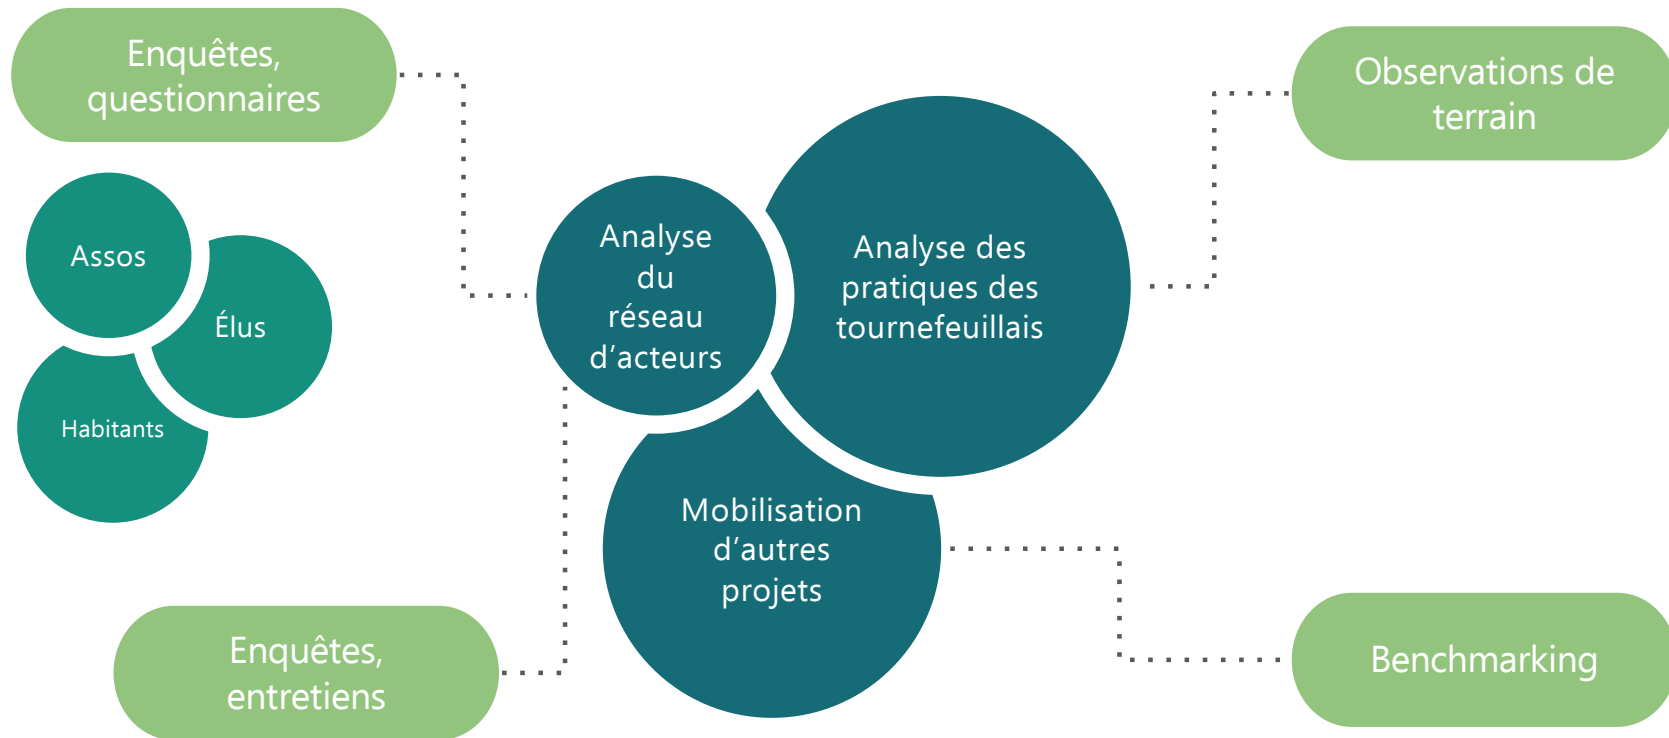 Enquêtes,
questionnaires
Observations de
terrain
Assos
Élus
Habitants
Analyse
du
réseau
d’acteurs
Analyse des
pratiques des
tournefeuillais
Mobilisation
d’autres
projets
Enquêtes,
entretiens
Benchmarking